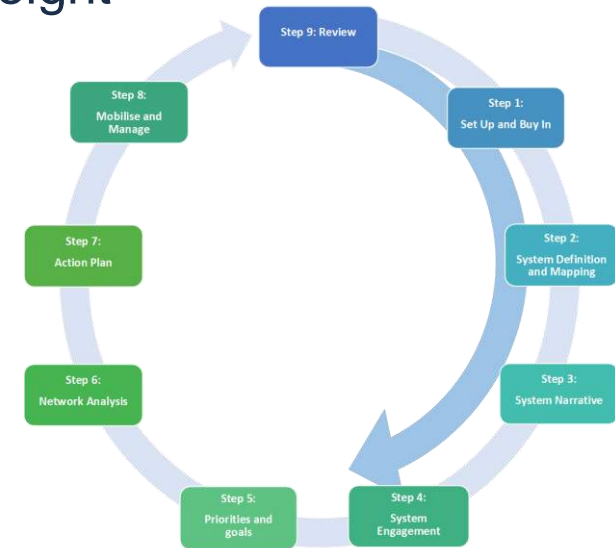 Step 9: Review
Step 1:
Set Up and Buy In
Step 2:
System Definition
and Mapping
Step 3:
System Narrative
Step 4:
System
Engagement
Step 5:
Priorities and
goals
Step 6:
Network Analysis
Step 7:
Action Plan
Step 8:
Mobilise and
Manage